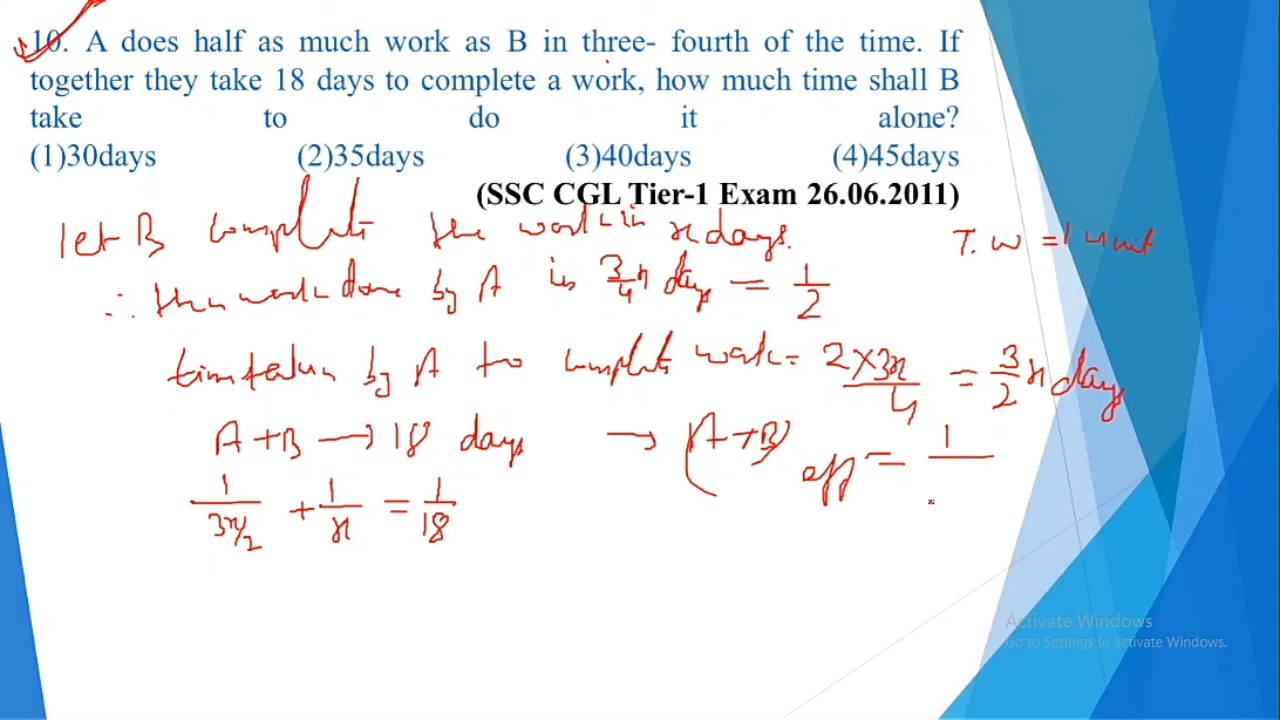 10. A does half as much work as B in three- fourth of the time. If
together they take 18 days to complete a work, how much time shall B
take to do it alone?
(1)30days (2)35days (3)40days (4)45days
(SSC CGL Tier-1 Exam 26.06.2011)
let B complete the work in x days.
T.W = 1 unit
∴ the work done by A in 3/4 x days = 1/2
time taken by A to complete work = 2×3x/4 = 3/2 x days
A+B → 18 days → (A+B) eff = 1
1/(3x/2) + 1/x = 1/18
Activate Windows
Go to Settings to activate Windows.